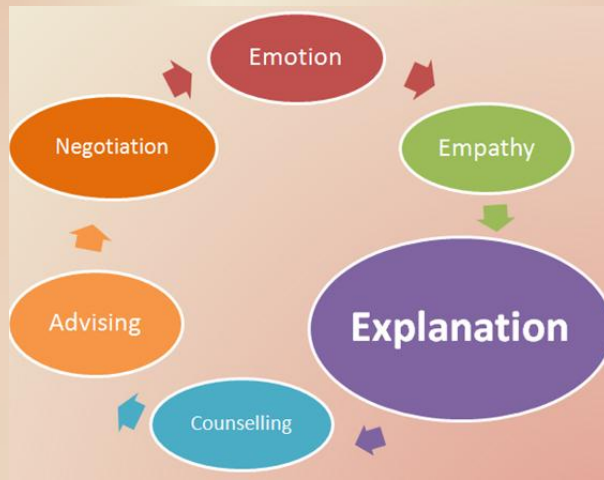 Emotion
Empathy
Explanation
Counselling
Advising
Negotiation